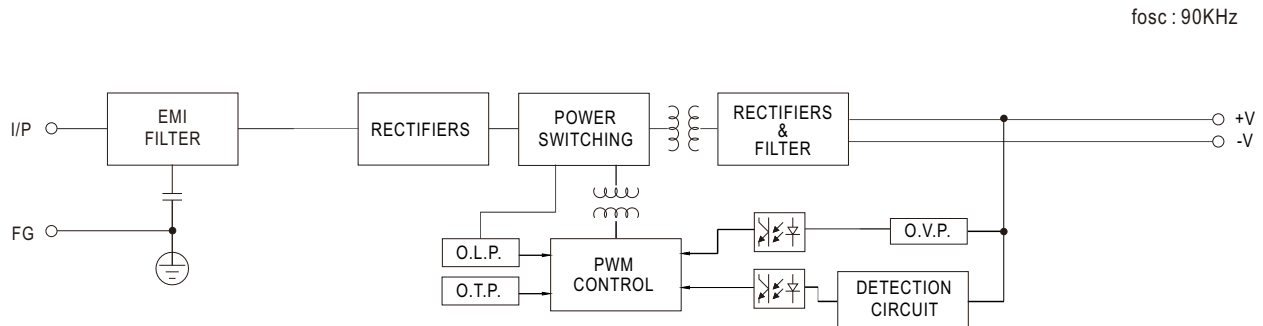 fosc : 90KHz
I/P
EMI
FILTER
RECTIFIERS
POWER
SWITCHING
RECTIFIERS
&
FILTER
+V
-V
FG
O.L.P.
O.T.P.
PWM
CONTROL
O.V.P.
DETECTION
CIRCUIT